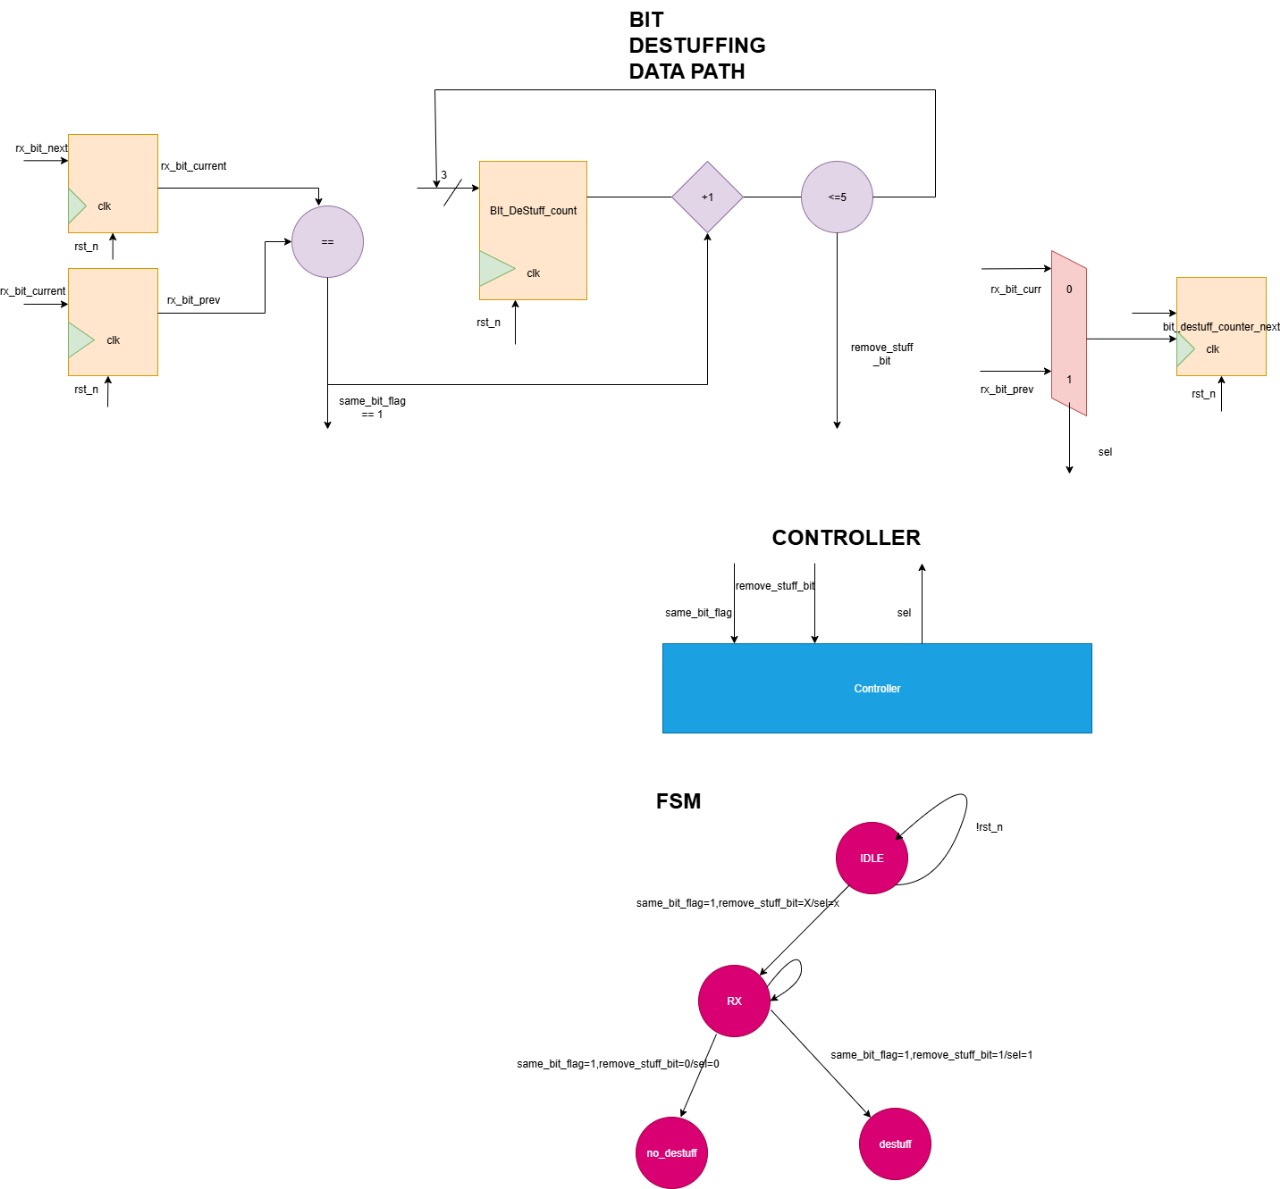 BIT
DESTUFFING
DATA PATH
rx_bit_next
rx_bit_current
clk
rst_n
rx_bit_current
rx_bit_prev
clk
rst_n
==
same_bit_flag
== 1
3
BIt_DeStuff_count
clk
rst_n
+1
<=5
remove_stuff
_bit
rx_bit_curr
0
rx_bit_prev
1
sel
bit_destuff_counter_next
clk
rst_n
CONTROLLER
remove_stuff_bit
same_bit_flag
sel
Controller
FSM
!rst_n
IDLE
same_bit_flag=1,remove_stuff_bit=X/sel=x
RX
same_bit_flag=1,remove_stuff_bit=0/sel=0
same_bit_flag=1,remove_stuff_bit=1/sel=1
no_destuff
destuff